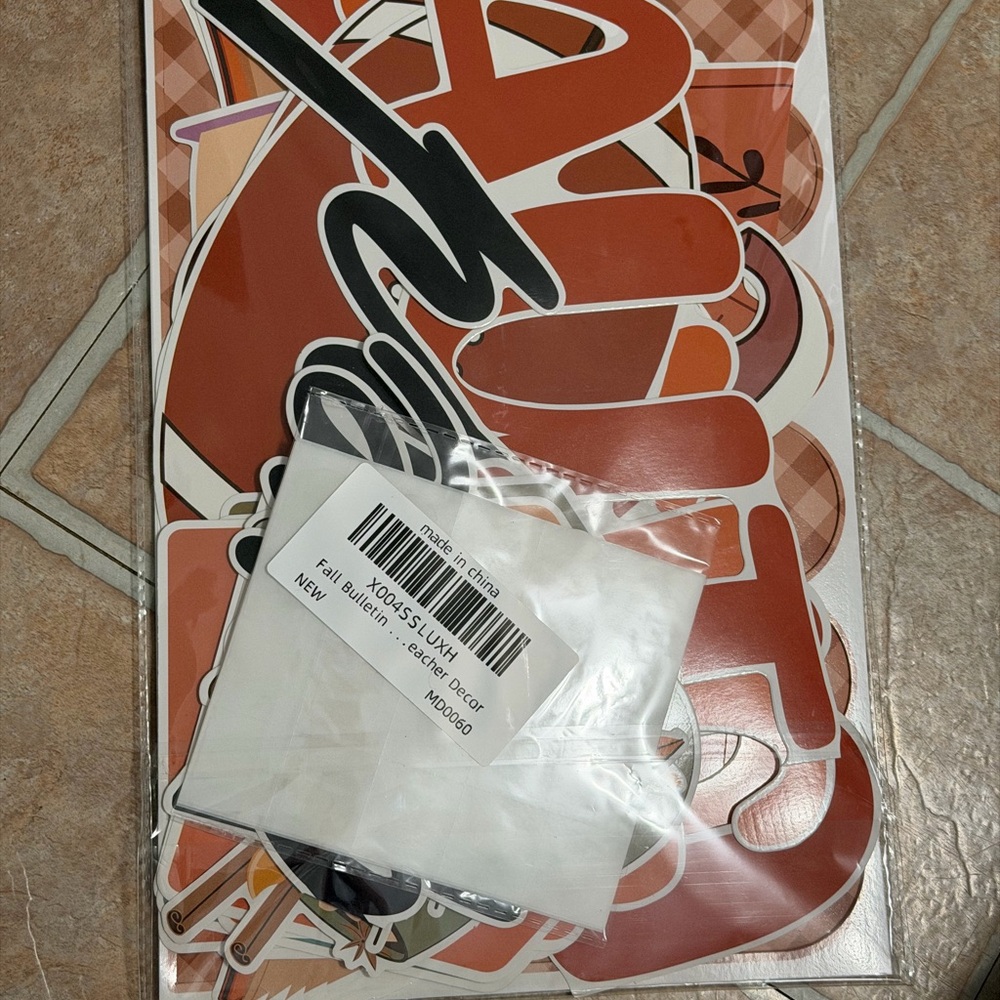 made in china
X004SSLUXH
Fall Bulletin ...eacher Decor
NEW
MD0060